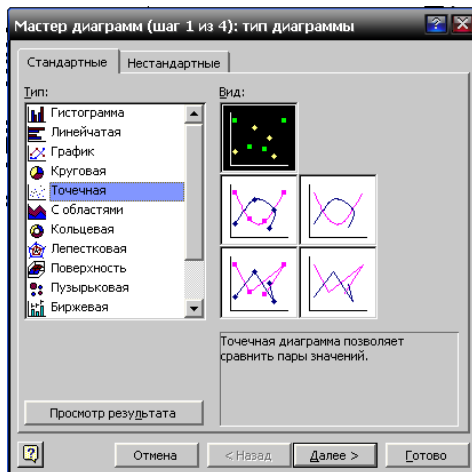 Мастер диаграмм (шаг 1 из 4): тип диаграммы
Стандартные
Нестандартные
Тип:
Гистограмма
Линейчатая
График
Круговая
Точечная
С областями
Кольцевая
Лепестковая
Поверхность
Пузырьковая
Биржевая
Вид:
Точечная диаграмма позволяет
сравнить пары значений.
Просмотр результата
Отмена
< Назад
Далее >
Готово